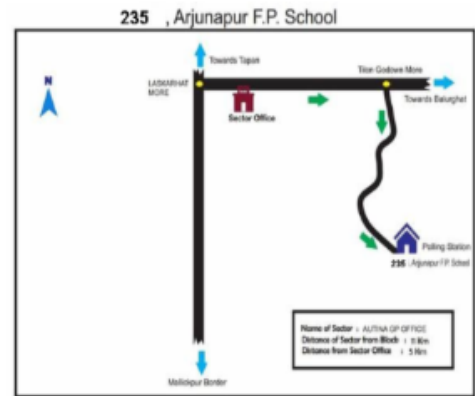 235 , Arjunapur F.P. School
Towards Tapan
N
LASKARHAT
MORE
Tilon Godown More
Towards Balurghat
Sector Office
Polling Station
235 , Arjunapur F.P. School
Name of Sector : AUTINA GP OFFICE
Distance of Sector from Block : 11 Km
Distance from Sector Office : 5 Km
Mallickpur Border